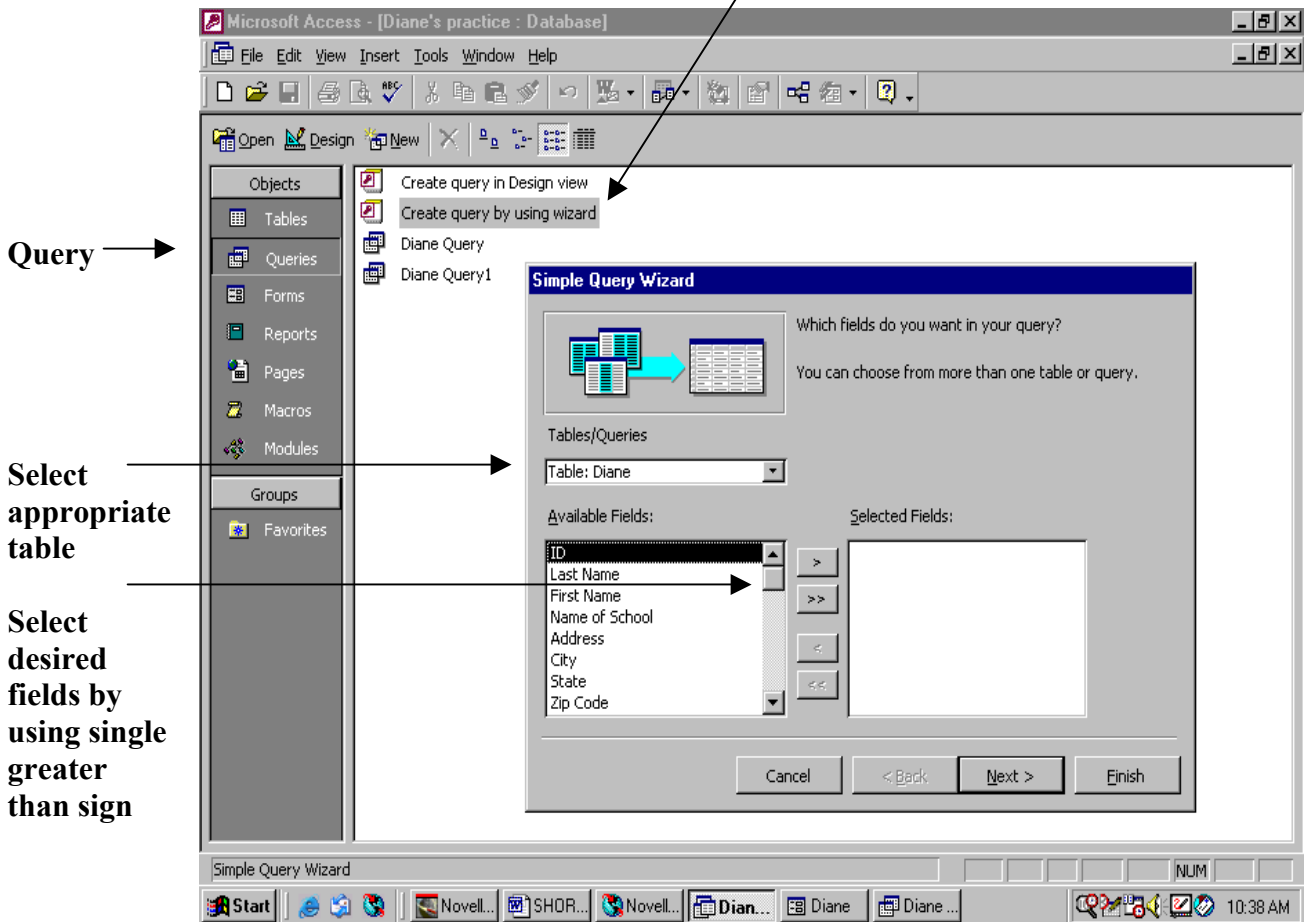 Microsoft Access - [Diane's practice : Database]
File Edit View Insert Tools Window Help
ABC
Open Design New
Objects
Tables
Queries
Forms
Reports
Pages
Macros
Modules
Groups
Favorites
Create query in Design view
Create query by using wizard
Diane Query
Diane Query1
Query
Select
appropriate
table
Select
desired
fields by
using single
greater
than sign
Simple Query Wizard
Which fields do you want in your query?
You can choose from more than one table or query.
Tables/Queries
Table: Diane
Available Fields:
Selected Fields:
ID
Last Name
First Name
Name of School
Address
City
State
Zip Code
>
>>
<
<<
Cancel < Back Next > Finish
Simple Query Wizard NUM
Start Novell... SHOR... Novell... Dian... Diane Diane ... 10:38 AM